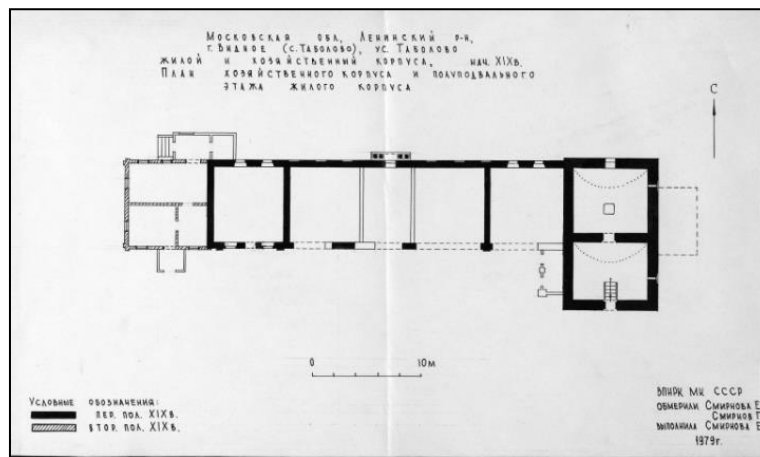 Московская обл, Ленинский р-н,
г. Видное (с. Таболово), ус. Таболово
жилой и хозяйственный корпуса, нач. XIXв.
План хозяйственного корпуса и полуподвального
этажа жилого корпуса
С
0 10м
Условные обозначения:
пер. пол. XIXв.
втор. пол. XIXв.
ВПНРК МК СССР
обмерили Смирнова Е
Смирнов Г
выполнила Смирнова Е
1979г.